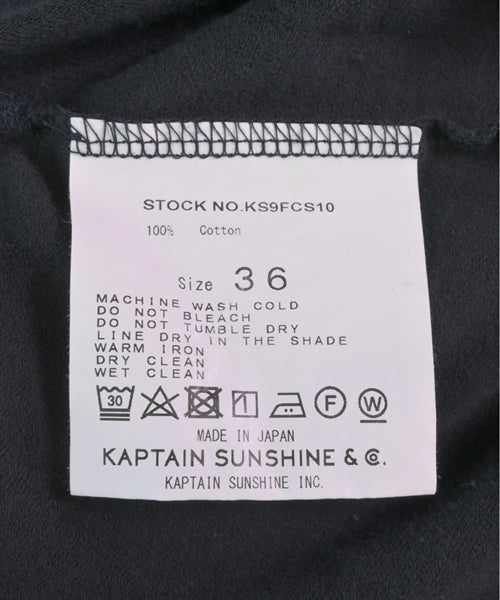 STOCK NO.KS9FCS10
100% Cotton
Size 36
MACHINE WASH COLD
DO NOT BLEACH
DO NOT TUMBLE DRY
LINE DRY IN THE SHADE
WARM IRON
DRY CLEAN
WET CLEAN
30 F W
MADE IN JAPAN
KAPTAIN SUNSHINE & Co.
KAPTAIN SUNSHINE INC.